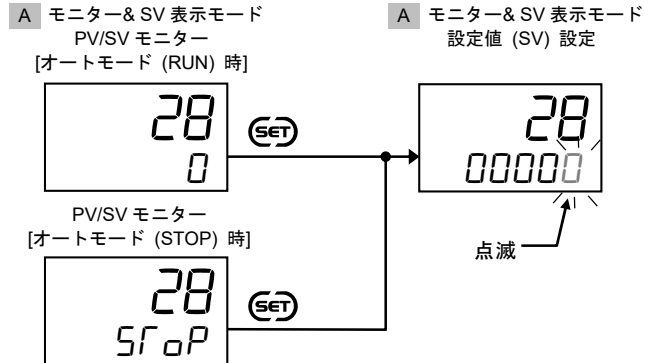 A モニター& SV 表示モード
PV/SV モニター
[オートモード (RUN) 時]
28
0
SET
PV/SV モニター
[オートモード (STOP) 時]
28
SToP
SET
A モニター& SV 表示モード
設定値 (SV) 設定
28
00000
点滅